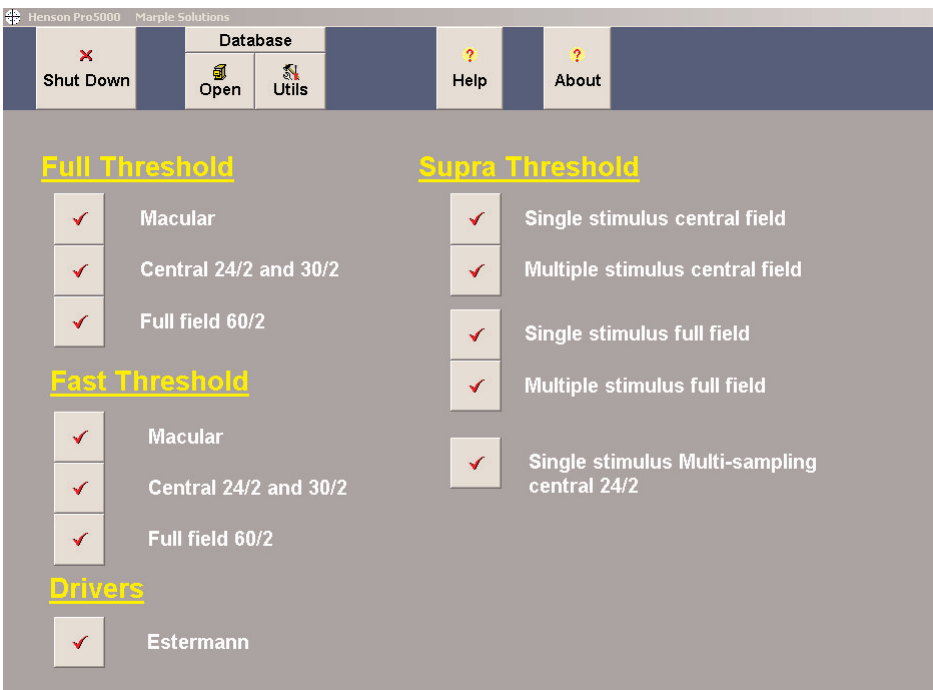 Henson Pro5000 Marple Solutions
Shut Down
Database
Open
Utils
? Help
? About
Full Threshold
Macular
Central 24/2 and 30/2
Full field 60/2
Fast Threshold
Macular
Central 24/2 and 30/2
Full field 60/2
Drivers
Estermann
Supra Threshold
Single stimulus central field
Multiple stimulus central field
Single stimulus full field
Multiple stimulus full field
Single stimulus Multi-sampling
central 24/2